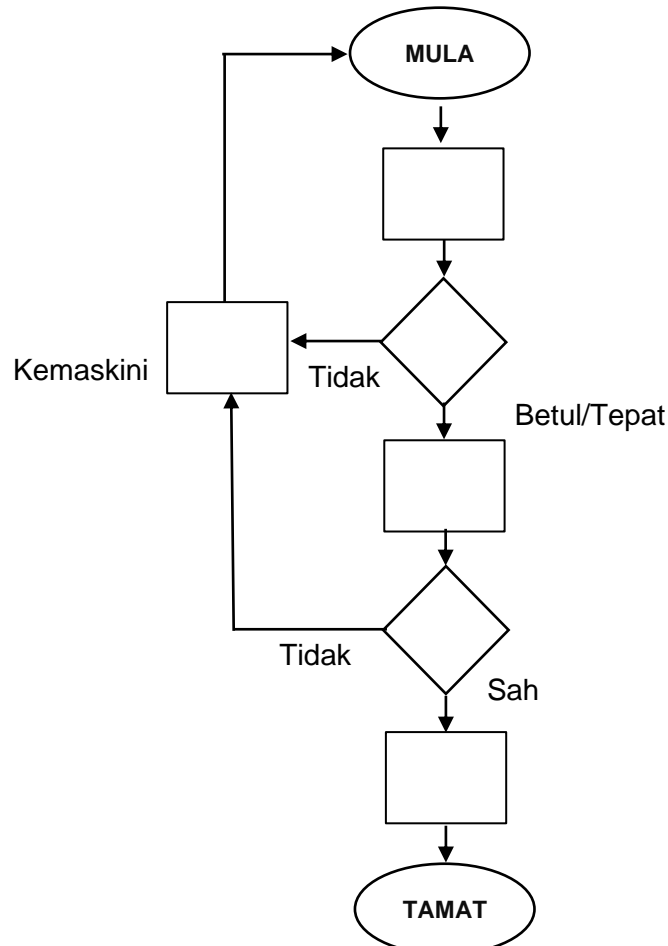 MULA
Kemaskini
Tidak
Betul/Tepat
Tidak
Sah
TAMAT